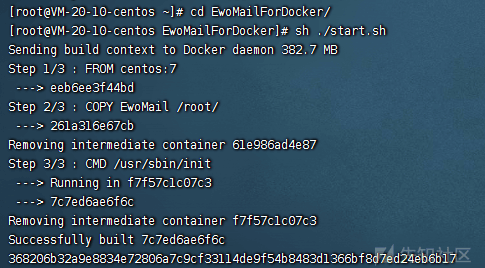 [root@VM-20-10-centos ~]# cd EwoMailForDocker/
[root@VM-20-10-centos EwoMailForDocker]# sh ./start.sh
Sending build context to Docker daemon 382.7 MB
Step 1/3 : FROM centos:7
 ---> eeb6ee3f44bd
Step 2/3 : COPY EwoMail /root/
 ---> 261a316e67cb
Removing intermediate container 61e986ad4e87
Step 3/3 : CMD /usr/sbin/init
 ---> Running in f7f57c1c07c3
 ---> 7c7ed6ae6f6c
Removing intermediate container f7f57c1c07c3
Successfully built 7c7ed6ae6f6c
368206b32a9e8834e72806a7c9cf33114de9f54b8483d1366bf8d7ed24eb6b17
先知社区